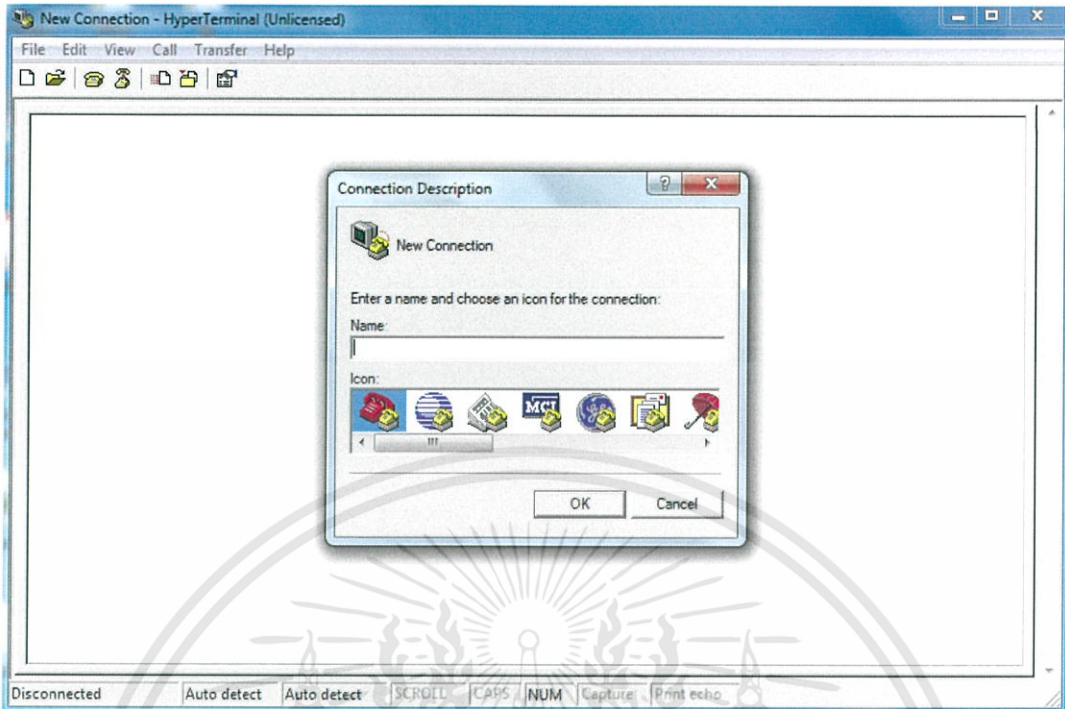 New Connection - HyperTerminal (Unlicensed)
File Edit View Call Transfer Help
Connection Description
New Connection
Enter a name and choose an icon for the connection:
Name:
Icon:
MCI
OK Cancel
Disconnected Auto detect Auto detect SCROLL CAPS NUM Capture Print echo